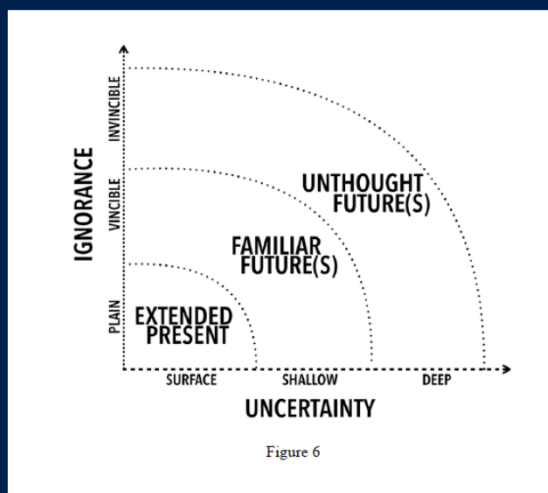 INVINCIBLE
VINCIBLE
PLAIN
IGNORANCE
UNTHOUGHT
FUTURE(S)
FAMILIAR
FUTURE(S)
EXTENDED
PRESENT
SURFACE
SHALLOW
DEEP
UNCERTAINTY
Figure 6